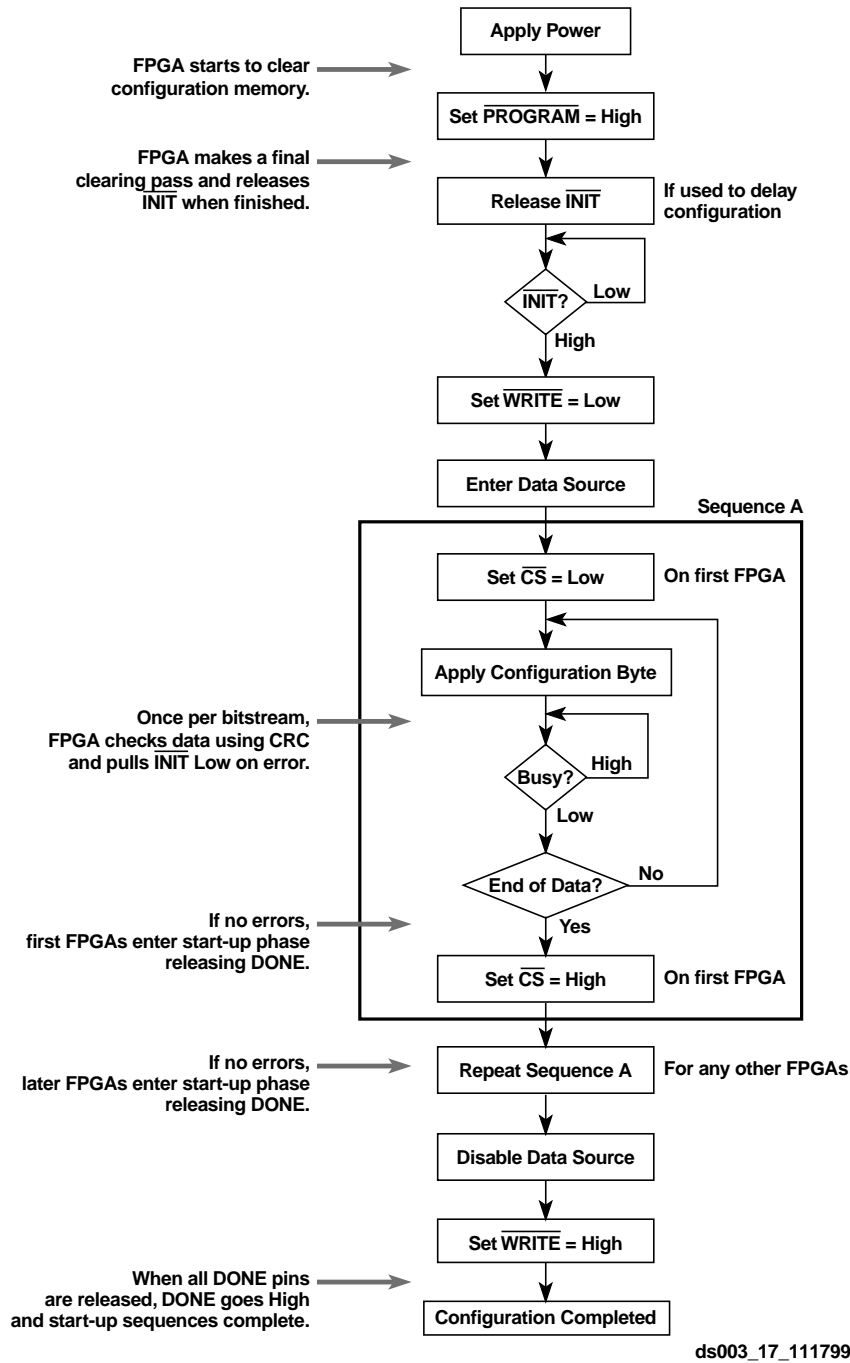 Apply Power
FPGA starts to clear
configuration memory.
Set PROGRAM = High
FPGA makes a final
clearing pass and releases
INIT when finished.
Release INIT
If used to delay
configuration
INIT?
Low
High
Set WRITE = Low
Enter Data Source
Sequence A
Set CS = Low
On first FPGA
Apply Configuration Byte
Once per bitstream,
FPGA checks data using CRC
and pulls INIT Low on error.
Busy?
High
Low
End of Data?
No
Yes
If no errors,
first FPGAs enter start-up phase
releasing DONE.
Set CS = High
On first FPGA
If no errors,
later FPGAs enter start-up phase
releasing DONE.
Repeat Sequence A
For any other FPGAs
Disable Data Source
Set WRITE = High
When all DONE pins
are released, DONE goes High
and start-up sequences complete.
Configuration Completed
ds003_17_111799